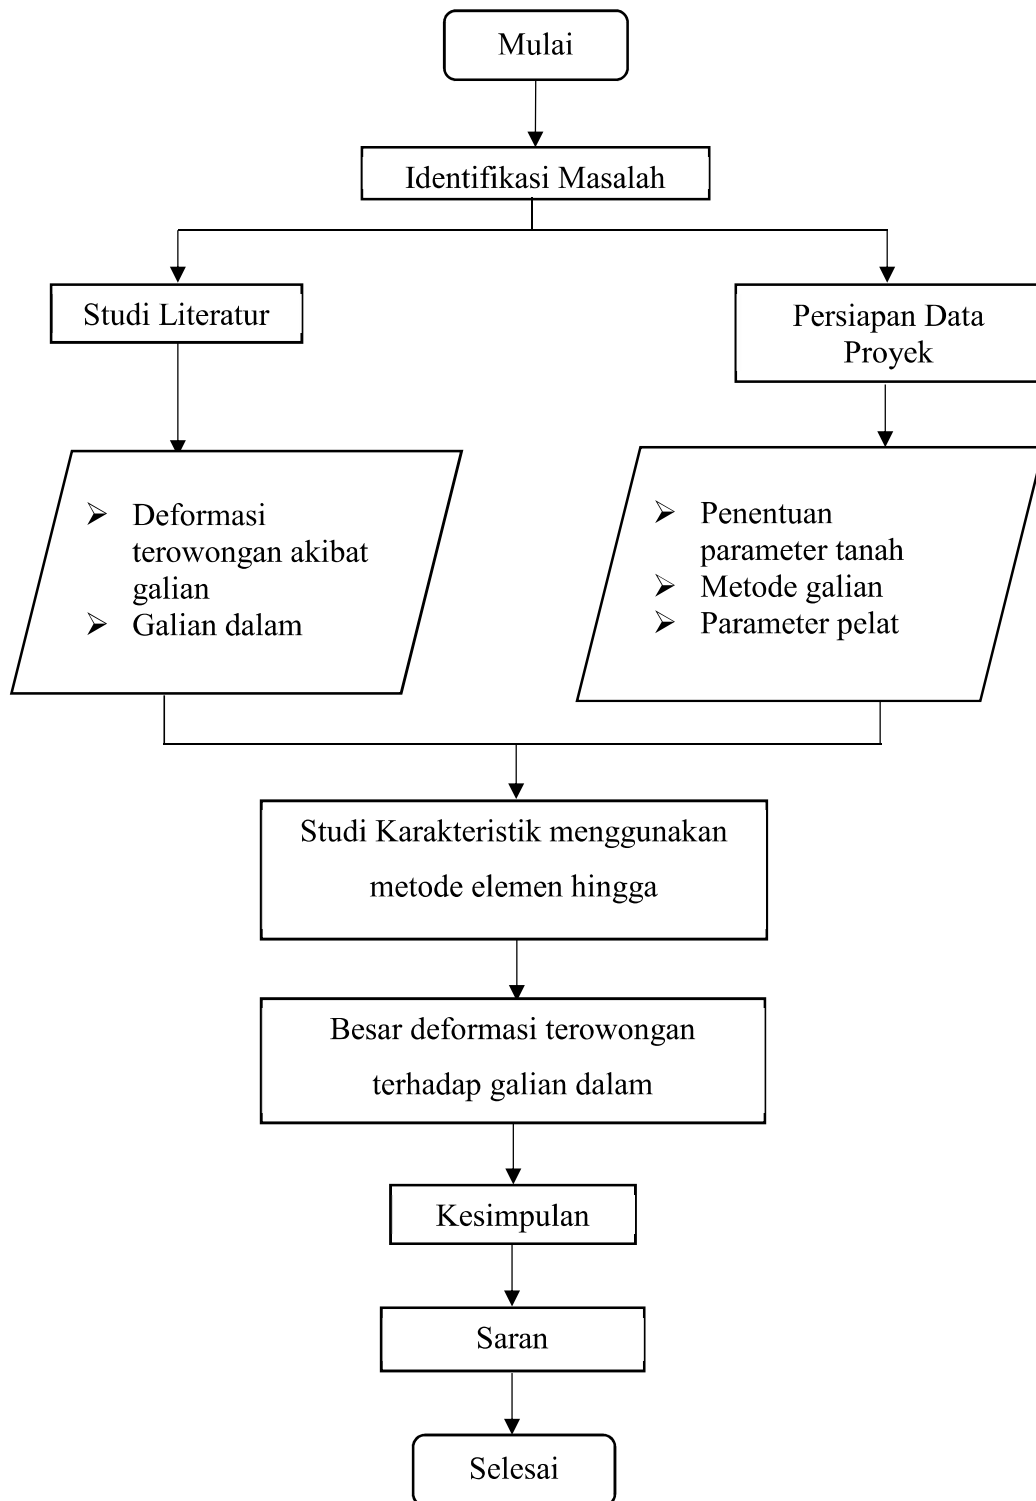 Mulai
Identifikasi Masalah
Studi Literatur
Persiapan Data
Proyek
➢ Deformasi
terowongan akibat
galian
➢ Galian dalam
➢ Penentuan
parameter tanah
➢ Metode galian
➢ Parameter pelat
Studi Karakteristik menggunakan
metode elemen hingga
Besar deformasi terowongan
terhadap galian dalam
Kesimpulan
Saran
Selesai